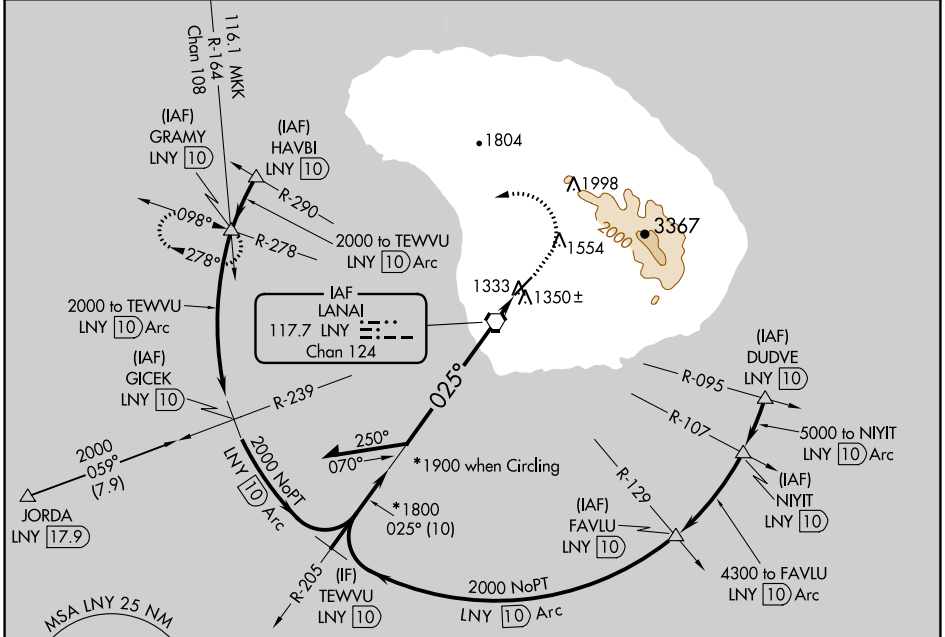 116.1 MKK
R-164
Chan 108
(IAF)
GRAMY
LNY 10
(IAF)
HAVBI
LNY 10
R-290
098°
R-278
278°
2000 to TEWVU
LNY 10 Arc
2000 to TEWVU
LNY 10 Arc
1804
1998
2000
3367
1554
1333
1350±
IAF
LANAI
117.7 LNY
Chan 124
(IAF)
GICEK
LNY 10
R-239
2000
059°
(7.9)
JORDA
LNY 17.9
2000 NoPT
LNY 10 Arc
025°
250°
070°
*1900 when Circling
*1800
025° (10)
R-205
(IF)
TEWVU
LNY 10
(IAF)
DUDVE
LNY 10
R-095
R-107
5000 to NIYIT
LNY 10 Arc
(IAF)
NIYIT
LNY 10
R-129
(IAF)
FAVLU
LNY 10
4300 to FAVLU
LNY 10 Arc
2000 NoPT
LNY 10 Arc
MSA LNY 25 NM